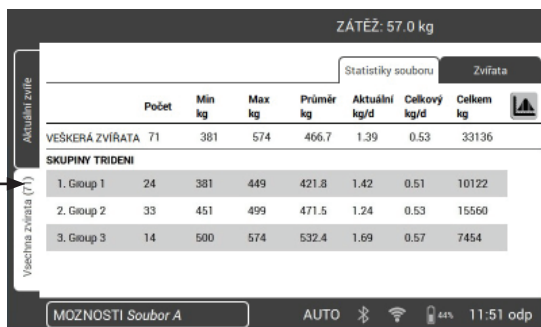 ZÁTĚŽ: 57.0 kg
Statistiky souboru Zvířata
Aktuální zvíře
Počet Min kg Max kg Průměr kg Aktuální kg/d Celkový kg/d Celkem kg
VEŠKERÁ ZVÍŘATA 71 381 574 466.7 1.39 0.53 33136
SKUPINY TRIDENI
1. Group 1 24 381 449 421.8 1.42 0.51 10122
2. Group 2 33 451 499 471.5 1.24 0.53 15560
3. Group 3 14 500 574 532.4 1.69 0.57 7454
Vsechna zvírata (71)
MOZNOSTI Soubor A AUTO 44% 11:51 odp